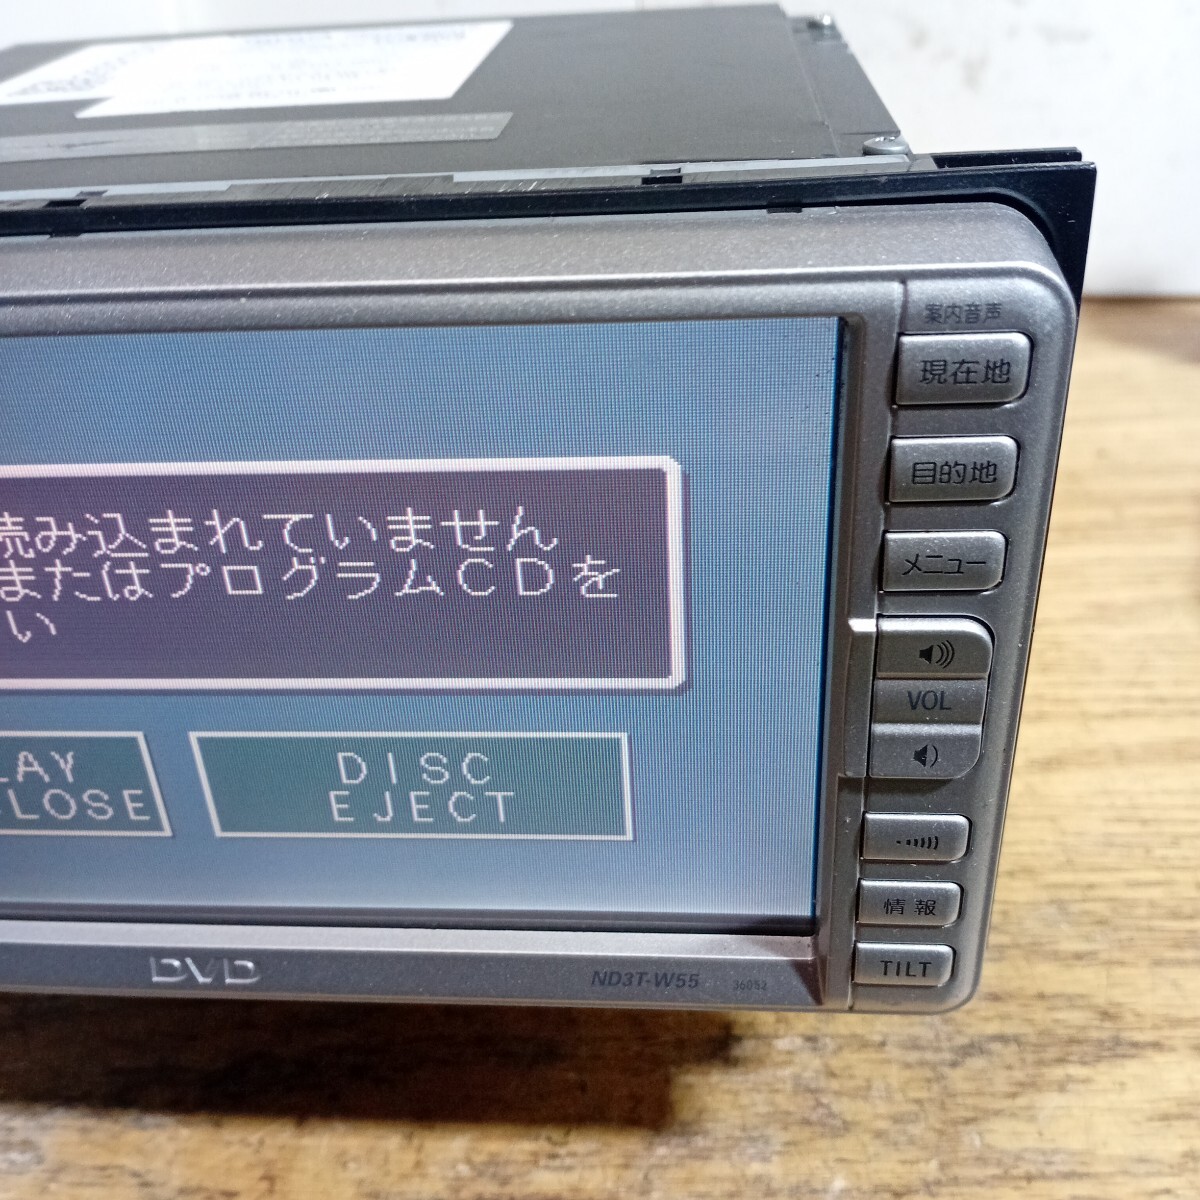 案内音声
現在地
目的地
メニュー
VOL
情報
TILT
読み込まれていません
またはプログラムCDを
い
LAY
CLOSE
DISC
EJECT
DVD
ND3T-W55
36052